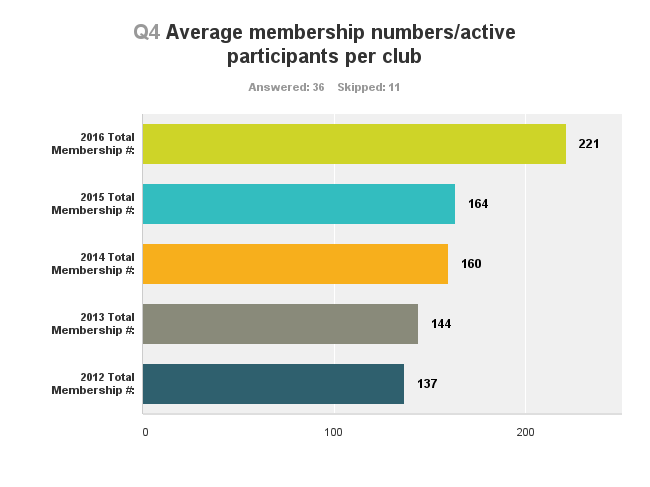 Q4 Average membership numbers/active
participants per club
Answered: 36 Skipped: 11
2016 Total
Membership #:
221
2015 Total
Membership #:
164
2014 Total
Membership #:
160
2013 Total
Membership #:
144
2012 Total
Membership #:
137
0 100 200